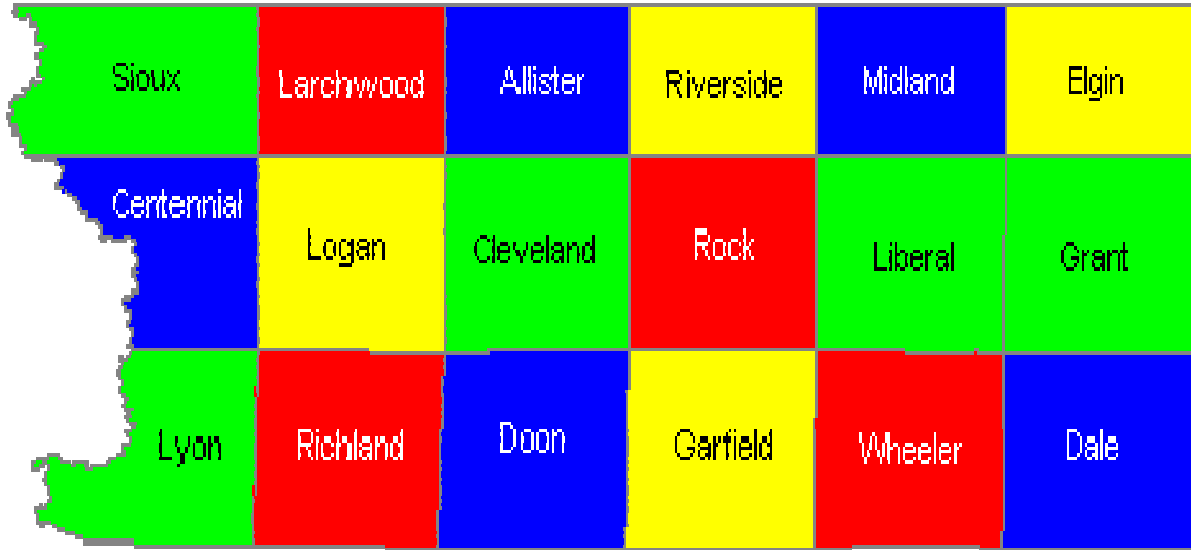 Sioux
Larchwood
Allister
Riverside
Midland
Elgin
Centennial
Logan
Cleveland
Rock
Liberal
Grant
Lyon
Richland
Doon
Garfield
Wheeler
Dale